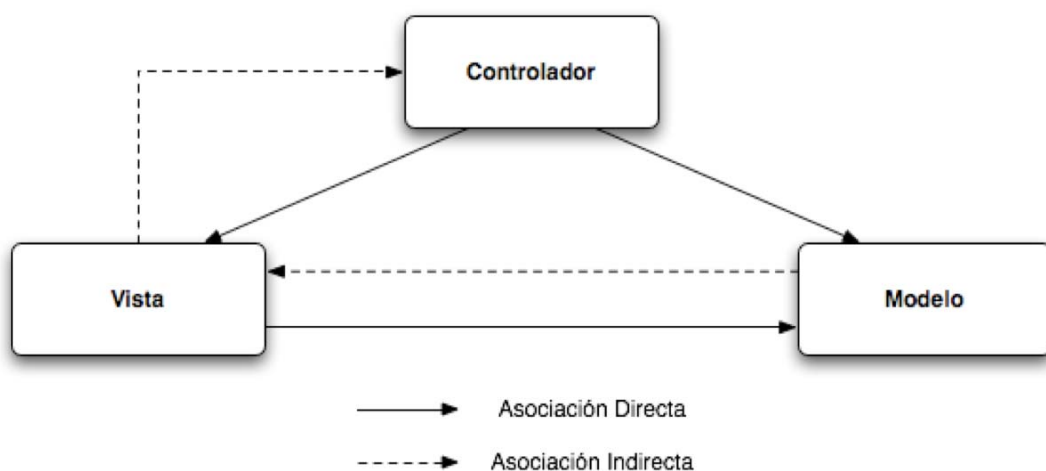 Controlador
Vista
Modelo
Asociación Directa
Asociación Indirecta